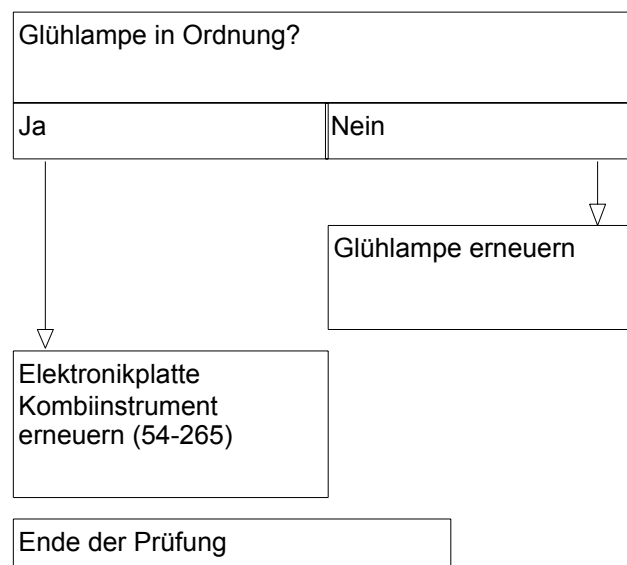 Glühlampe in Ordnung?
Ja
Nein
Glühlampe erneuern
Elektronikplatte
Kombiinstrument
erneuern (54-265)
Ende der Prüfung